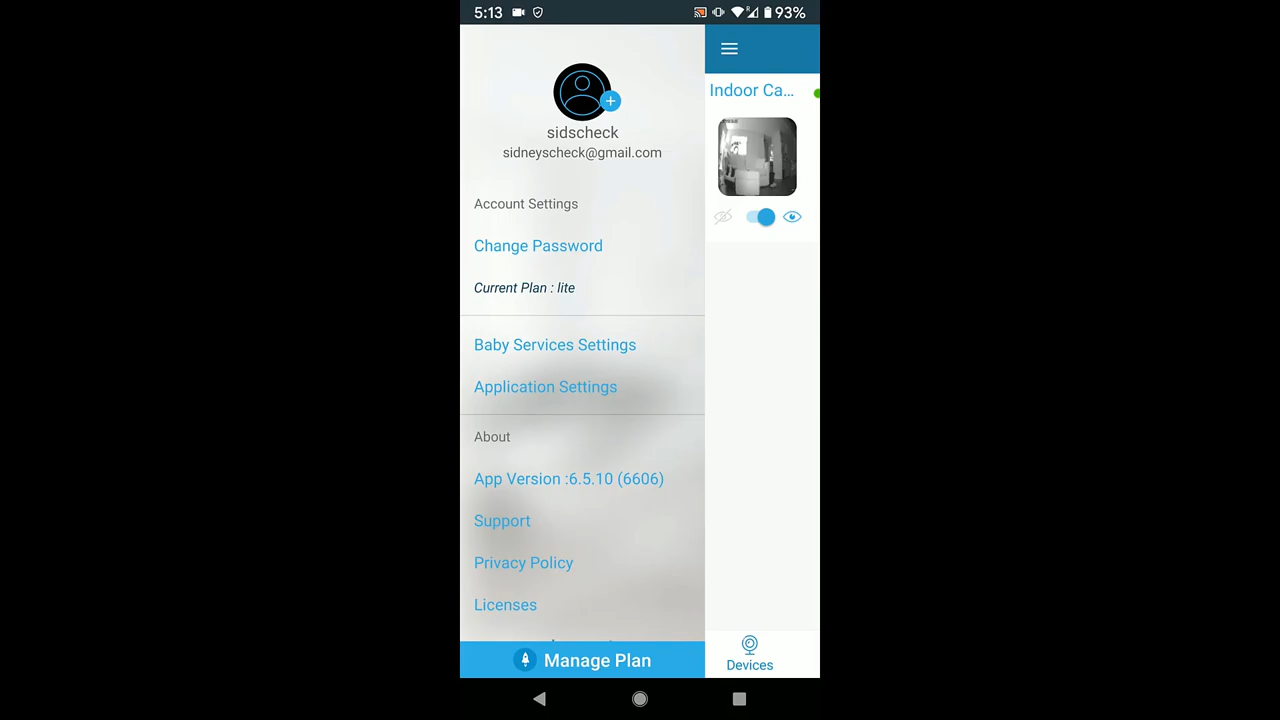 5:13
93%
sidscheck
sidneyscheck@gmail.com
Account Settings
Change Password
Current Plan : lite
Baby Services Settings
Application Settings
About
App Version :6.5.10 (6606)
Support
Privacy Policy
Licenses
Manage Plan
Indoor Ca...
Devices